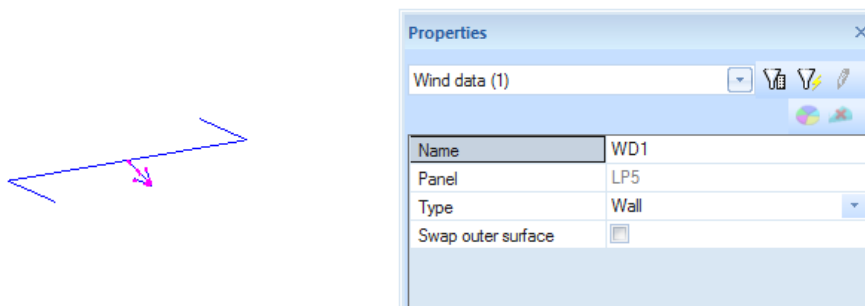 Properties
Wind data (1)
Name WD1
Panel LP5
Type Wall
Swap outer surface